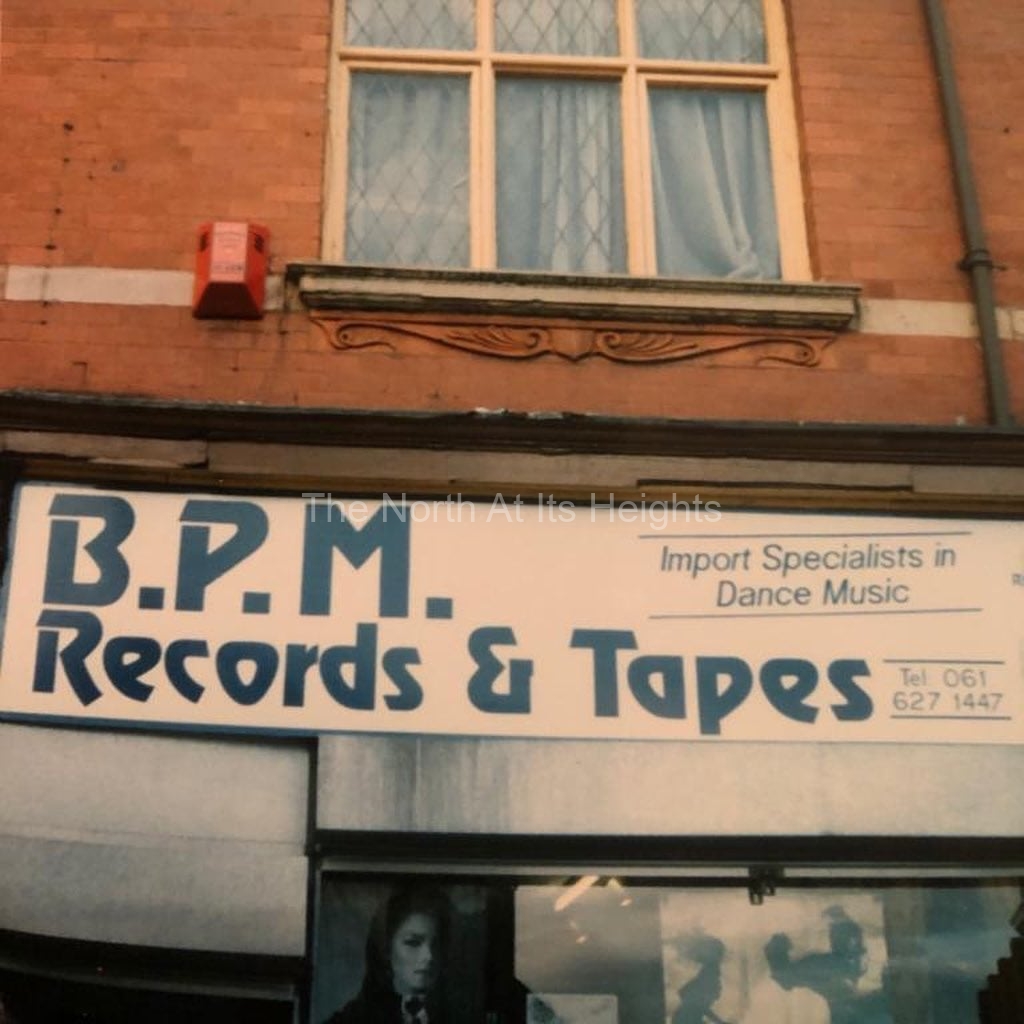 The North At Its Heights
B.P.M.
Records & Tapes
Import Specialists in
Dance Music
Tel 061
627 1447